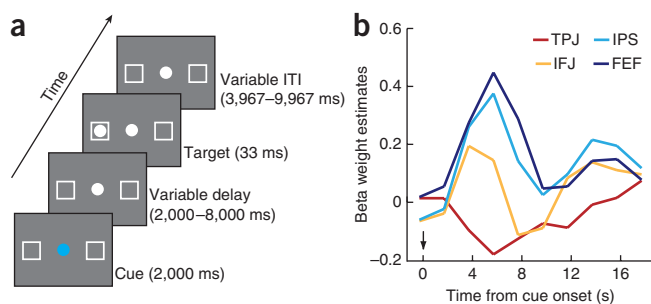 a
Time
Variable ITI
(3,967–9,967 ms)
Target (33 ms)
Variable delay
(2,000–8,000 ms)
Cue (2,000 ms)
b
TPJ IPS
IFJ FEF
Beta weight estimates
0.6
0.4
0.2
0
–0.2
0 4 8 12 16
Time from cue onset (s)